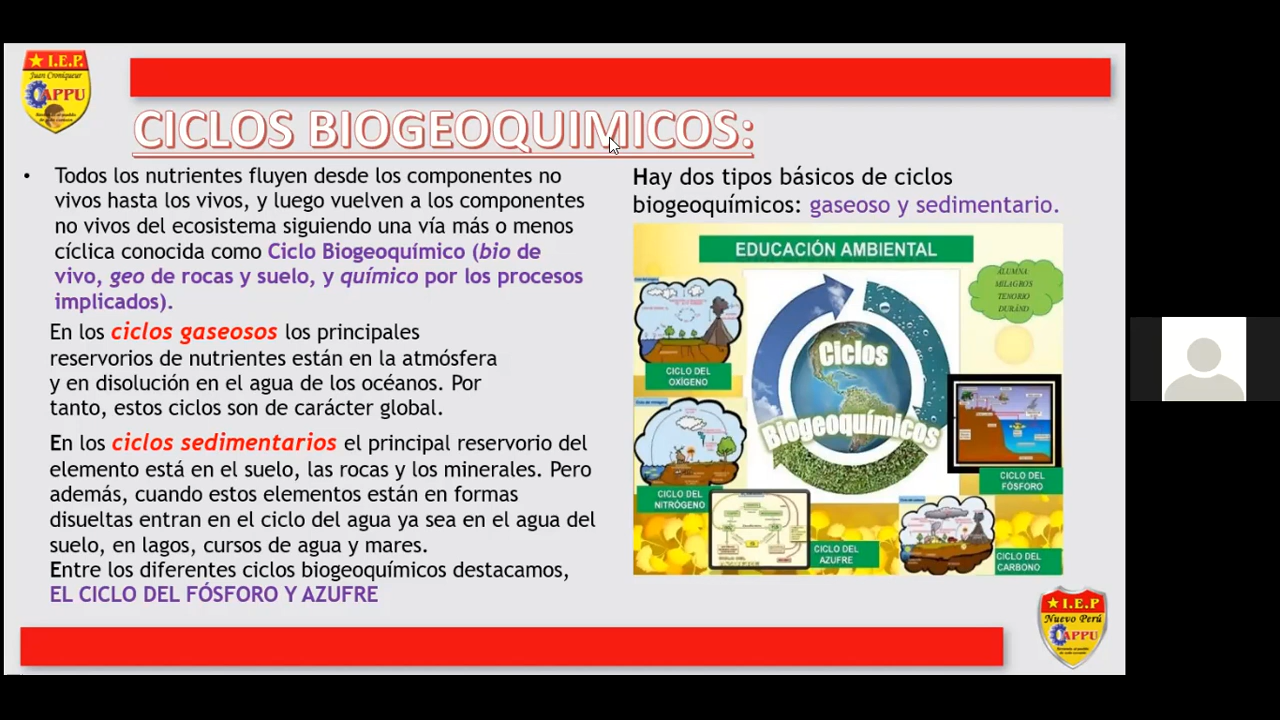 I.E.P.
Juan Croniqueur
APPU
CICLOS BIOGEOQUIMICOS:
• Todos los nutrientes fluyen desde los componentes no
vivos hasta los vivos, y luego vuelven a los componentes
no vivos del ecosistema siguiendo una vía más o menos
cíclica conocida como Ciclo Biogeoquímico (bio de
vivo, geo de rocas y suelo, y químico por los procesos
implicados).
En los ciclos gaseosos los principales
reservorios de nutrientes están en la atmósfera
y en disolución en el agua de los océanos. Por
tanto, estos ciclos son de carácter global.
En los ciclos sedimentarios el principal reservorio del
elemento está en el suelo, las rocas y los minerales. Pero
además, cuando estos elementos están en formas
disueltas entran en el ciclo del agua ya sea en el agua del
suelo, en lagos, cursos de agua y mares.
Entre los diferentes ciclos biogeoquímicos destacamos,
EL CICLO DEL FÓSFORO Y AZUFRE
Hay dos tipos básicos de ciclos
biogeoquímicos: gaseoso y sedimentario.
EDUCACIÓN AMBIENTAL
ALUMNA
MILAGROS
TENORIO
DURAND
Ciclos
Biogeoquímicos
CICLO DEL
OXÍGENO
CICLO DEL
NITRÓGENO
CICLO DEL
AZUFRE
CICLO DEL
FÓSFORO
CICLO DEL
CARBONO
I.E.P
Nuevo Perú
APPU